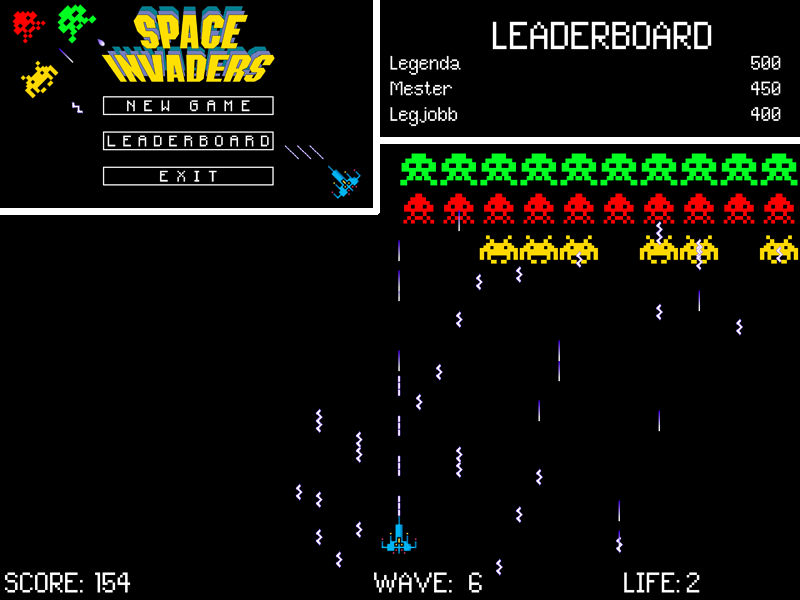 SPACE
INVADERS
NEW GAME
LEADERBOARD
EXIT
LEADERBOARD
Legenda 500
Mester 450
Legjobb 400
SCORE: 154 WAVE: 6 LIFE: 2